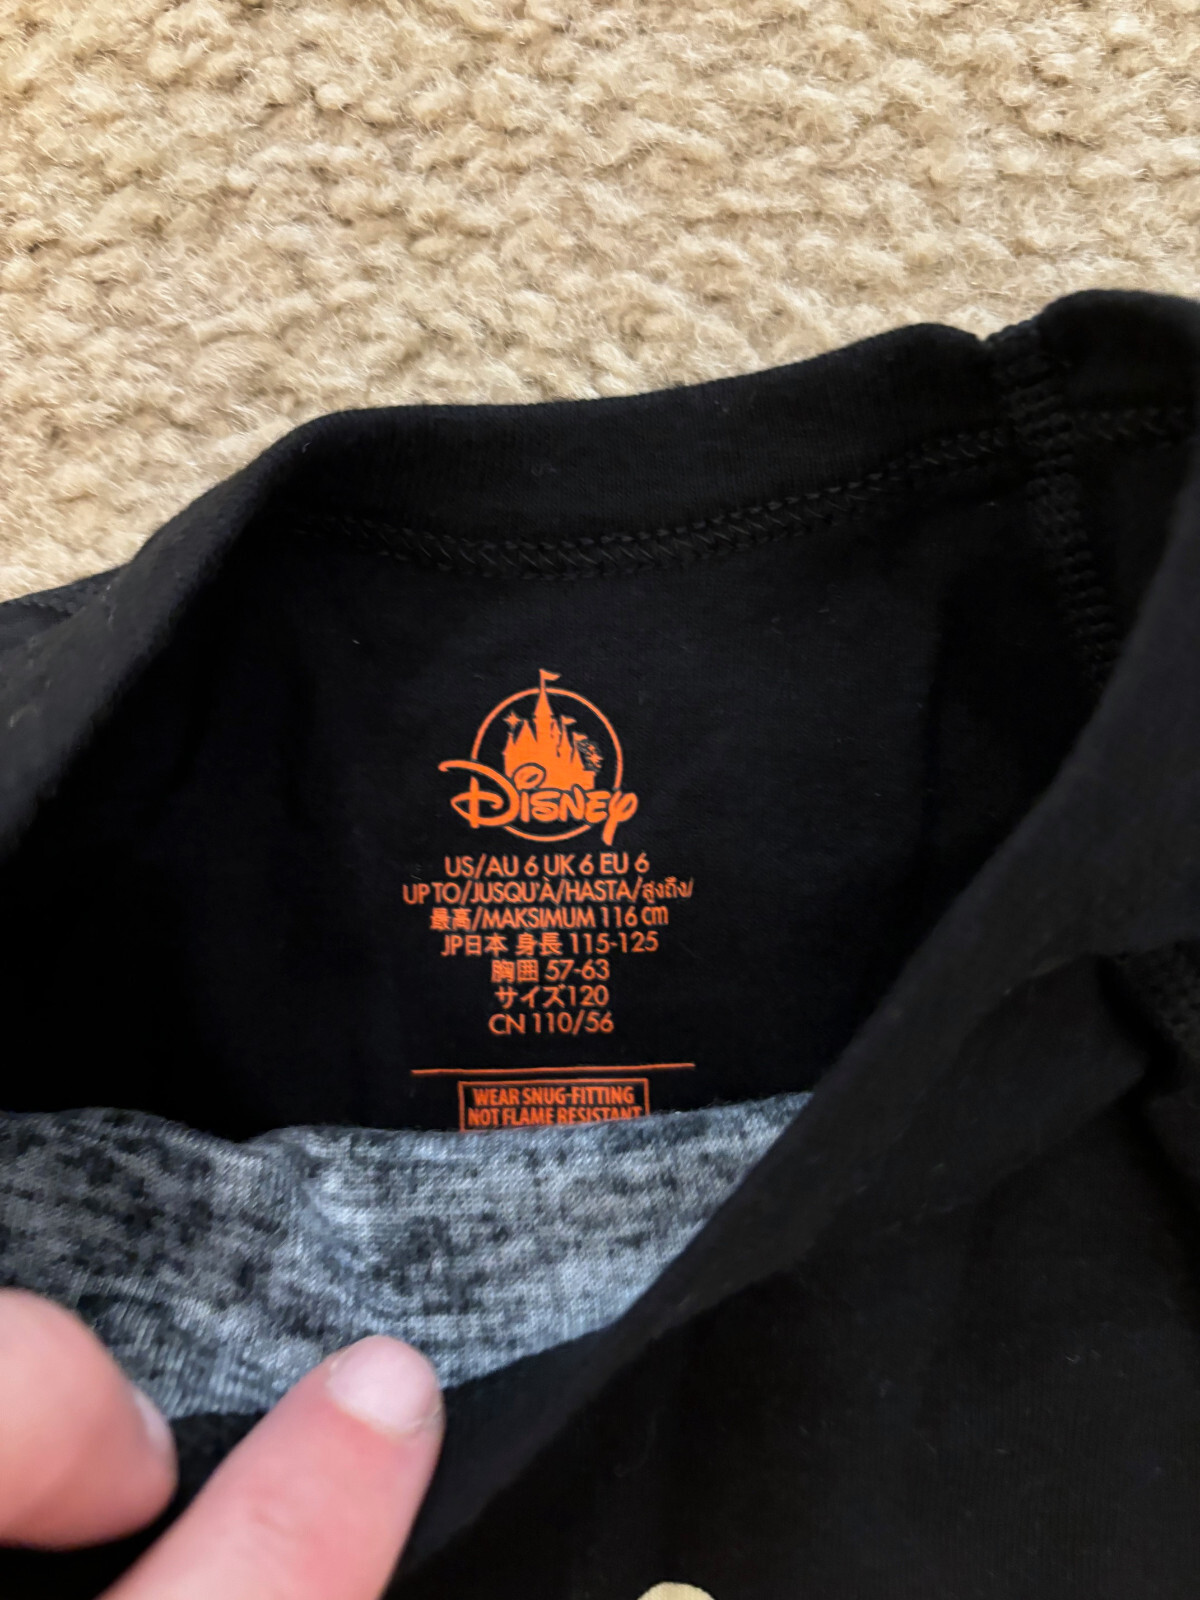 Disney
US/AU 6 UK 6 EU 6
UP TO/JUSQU'À/HASTA/สูงถึง/
最高/MAKSIMUM 116 cm
JP日本 身長 115-125
胸囲 57-63
サイズ120
CN 110/56
WEAR SNUG-FITTING
NOT FLAME RESISTANT